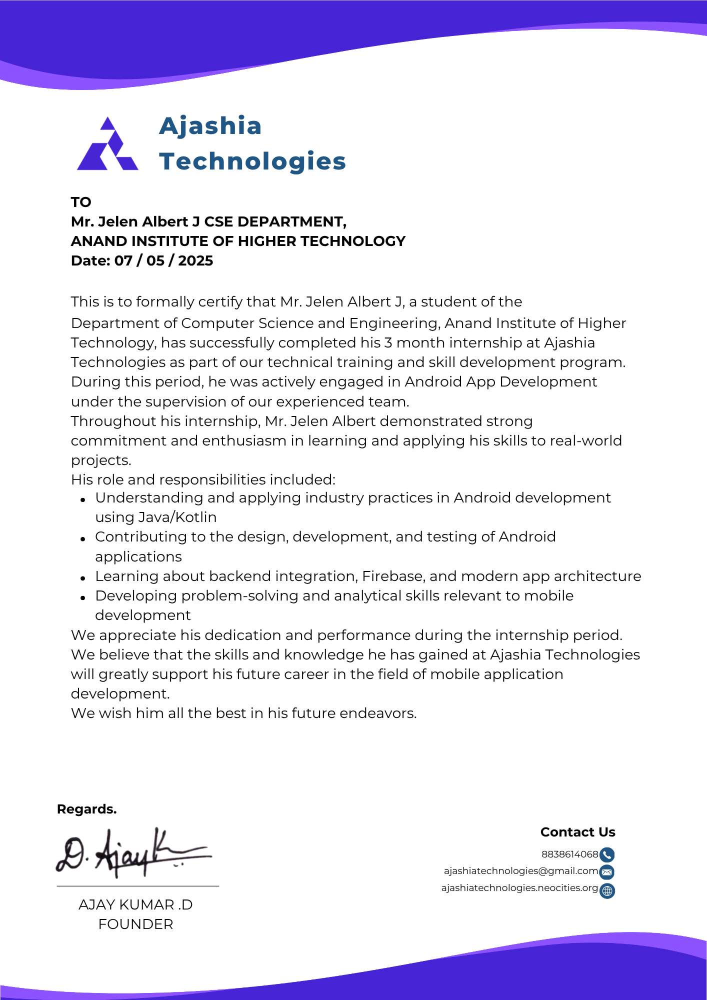 Ajashia
Technologies
TO
Mr. Jelen Albert J CSE DEPARTMENT,
ANAND INSTITUTE OF HIGHER TECHNOLOGY
Date: 07 / 05 / 2025
This is to formally certify that Mr. Jelen Albert J, a student of the
Department of Computer Science and Engineering, Anand Institute of Higher
Technology, has successfully completed his 3 month internship at Ajashia
Technologies as part of our technical training and skill development program.
During this period, he was actively engaged in Android App Development
under the supervision of our experienced team.
Throughout his internship, Mr. Jelen Albert demonstrated strong
commitment and enthusiasm in learning and applying his skills to real-world
projects.
His role and responsibilities included:
• Understanding and applying industry practices in Android development
using Java/Kotlin
• Contributing to the design, development, and testing of Android
applications
• Learning about backend integration, Firebase, and modern app architecture
• Developing problem-solving and analytical skills relevant to mobile
development
We appreciate his dedication and performance during the internship period.
We believe that the skills and knowledge he has gained at Ajashia Technologies
will greatly support his future career in the field of mobile application
development.
We wish him all the best in his future endeavors.
Regards.
D. Ajay K
AJAY KUMAR .D
FOUNDER
Contact Us
8838614068
ajashiatechnologies@gmail.com
ajashiatechnologies.neocities.org